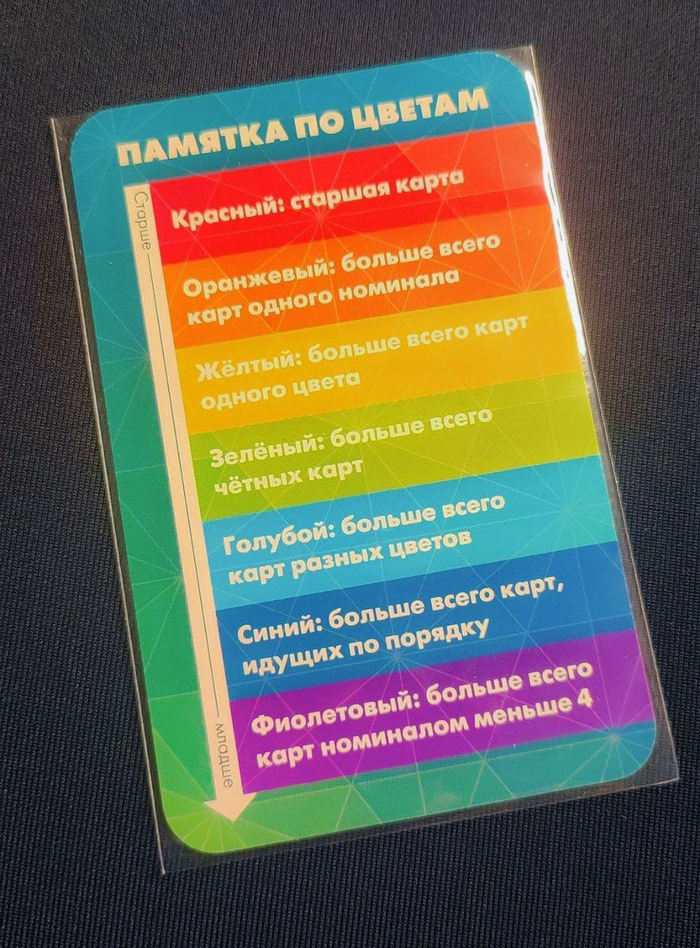 ПАМЯТКА ПО ЦВЕТАМ
Старше
Красный: старшая карта
Оранжевый: больше всего
карт одного номинала
Жёлтый: больше всего карт
одного цвета
Зелёный: больше всего
чётных карт
Голубой: больше всего
карт разных цветов
Синий: больше всего карт,
идущих по порядку
Фиолетовый: больше всего
карт номиналом меньше 4
младше